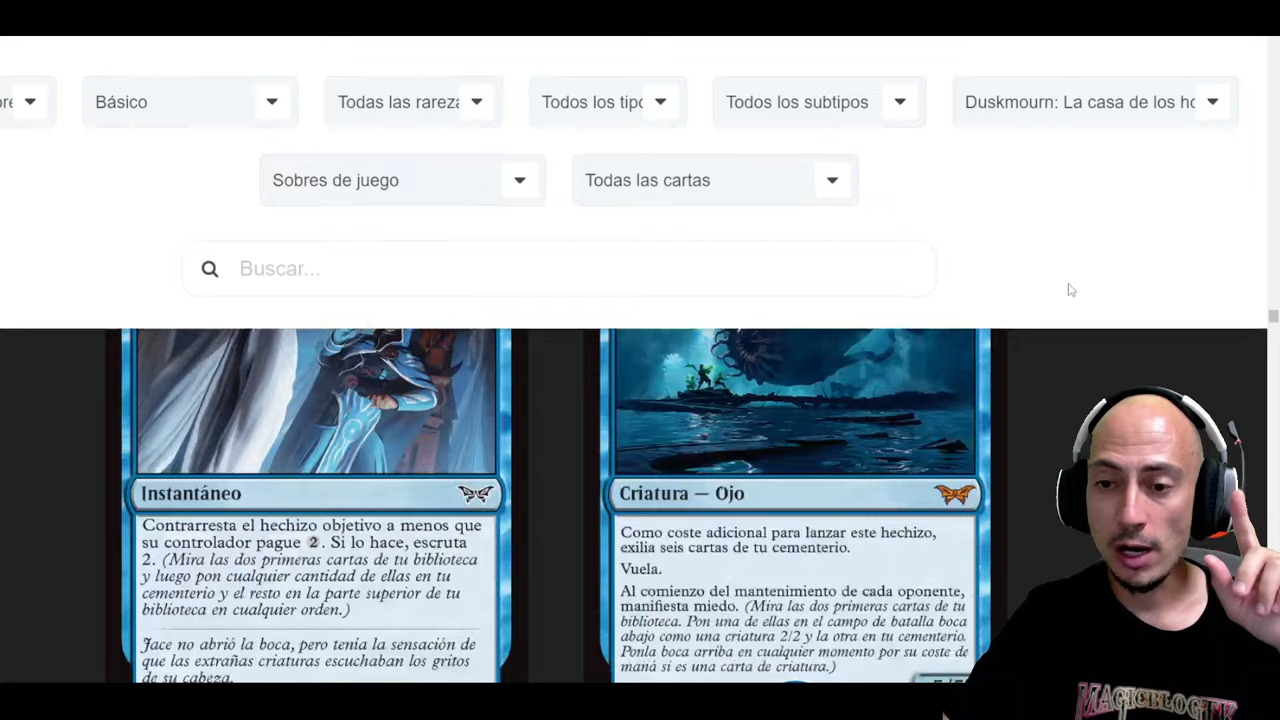 Básico
Todas las rareza
Todos los tipo
Todos los subtipos
Duskmourn: La casa de los ho
Sobres de juego
Todas las cartas
Buscar...
Instantáneo
Contrarresta el hechizo objetivo a menos que
su controlador pague 2. Si lo hace, escruta
2. (Mira las dos primeras cartas de tu biblioteca
y luego pon cualquier cantidad de ellas en tu
cementerio y el resto en la parte superior de tu
biblioteca en cualquier orden.)
Jace no abrió la boca, pero tenía la sensación de
que las extrañas criaturas escuchaban los gritos
de su cabeza.
Criatura — Ojo
Como coste adicional para lanzar este hechizo,
exilia seis cartas de tu cementerio.
Vuela.
Al comienzo del mantenimiento de cada oponente,
manifiesta miedo. (Mira las dos primeras cartas de tu
biblioteca. Pon una de ellas en el campo de batalla boca
abajo como una criatura 2/2 y la otra en tu cementerio.
Ponla boca arriba en cualquier momento por su coste de
maná si es una carta de criatura.)